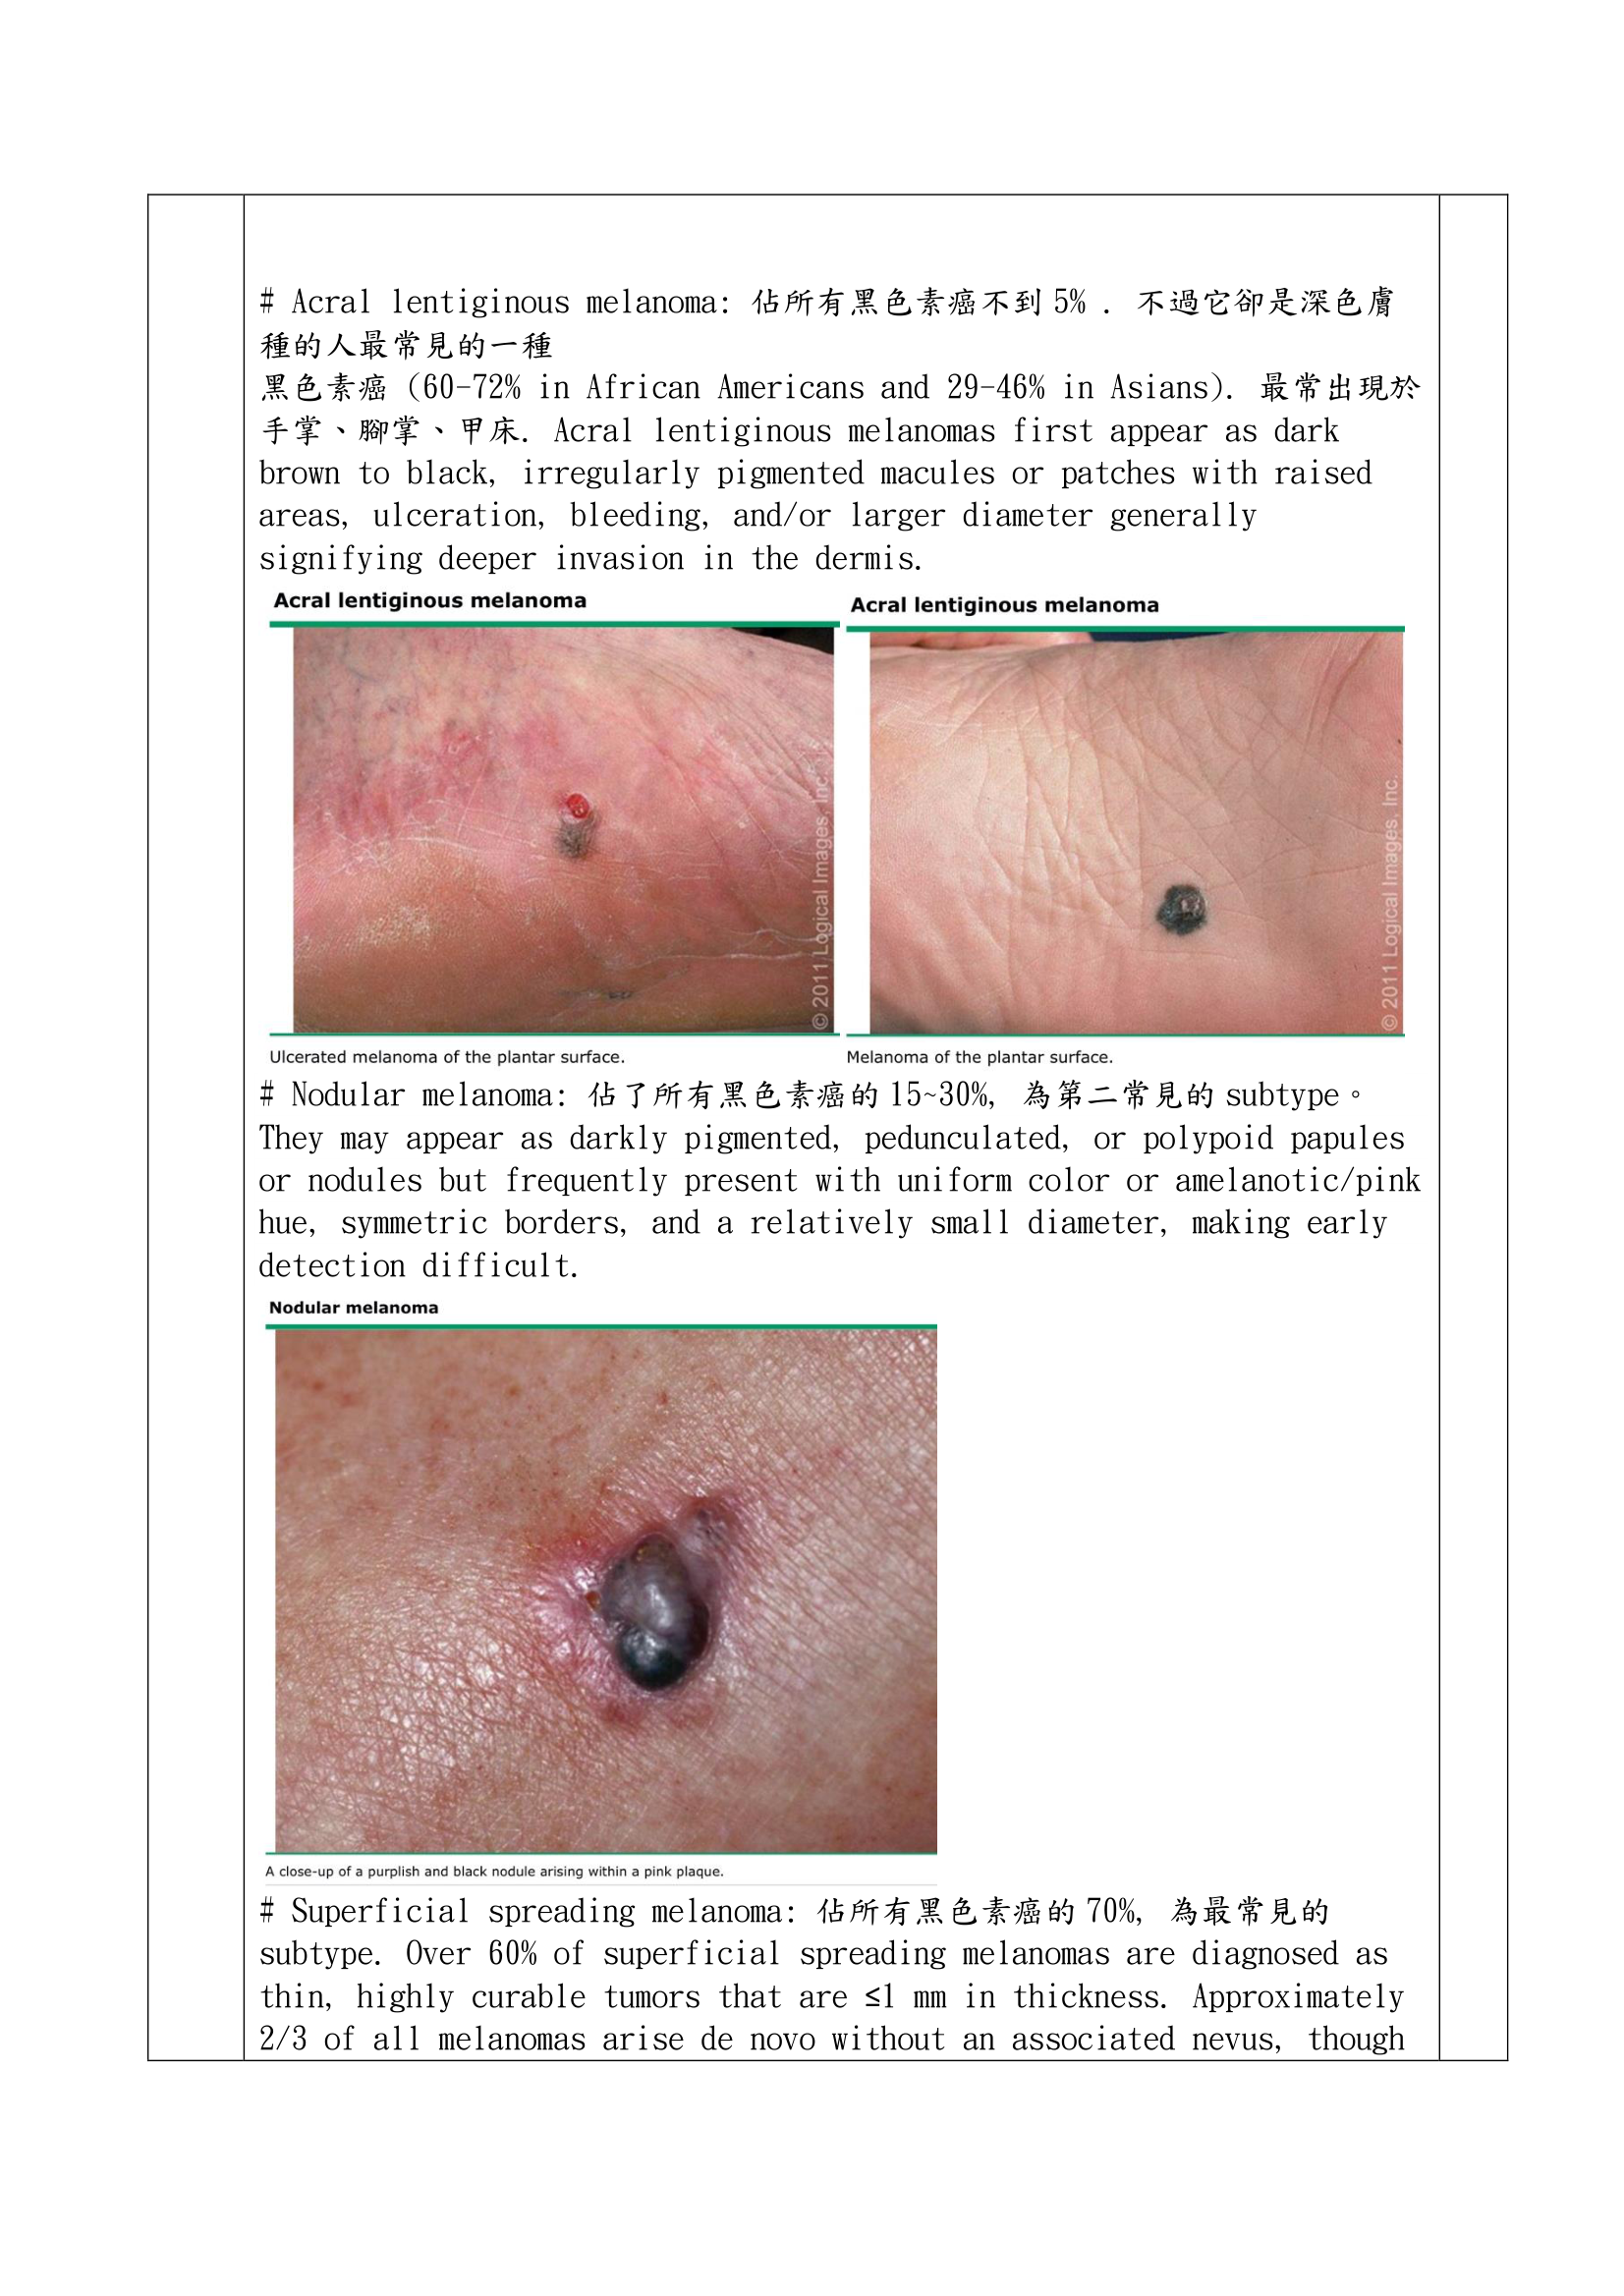 # Acral lentiginous melanoma: 佔所有黑色素癌不到 5% . 不過它卻是深色膚
種的人最常見的一種
黑色素癌 (60-72% in African Americans and 29-46% in Asians). 最常出現於
手掌、腳掌、甲床. Acral lentiginous melanomas first appear as dark
brown to black, irregularly pigmented macules or patches with raised
areas, ulceration, bleeding, and/or larger diameter generally
signifying deeper invasion in the dermis.
Acral lentiginous melanoma
© 2011 Logical Images, Inc.
Ulcerated melanoma of the plantar surface.
Acral lentiginous melanoma
© 2011 Logical Images, Inc.
Melanoma of the plantar surface.
# Nodular melanoma: 佔了所有黑色素癌的 15~30%, 為第二常見的 subtype。
They may appear as darkly pigmented, pedunculated, or polypoid papules
or nodules but frequently present with uniform color or amelanotic/pink
hue, symmetric borders, and a relatively small diameter, making early
detection difficult.
Nodular melanoma
A close-up of a purplish and black nodule arising within a pink plaque.
# Superficial spreading melanoma: 佔所有黑色素癌的 70%, 為最常見的
subtype. Over 60% of superficial spreading melanomas are diagnosed as
thin, highly curable tumors that are ≤1 mm in thickness. Approximately
2/3 of all melanomas arise de novo without an associated nevus, though